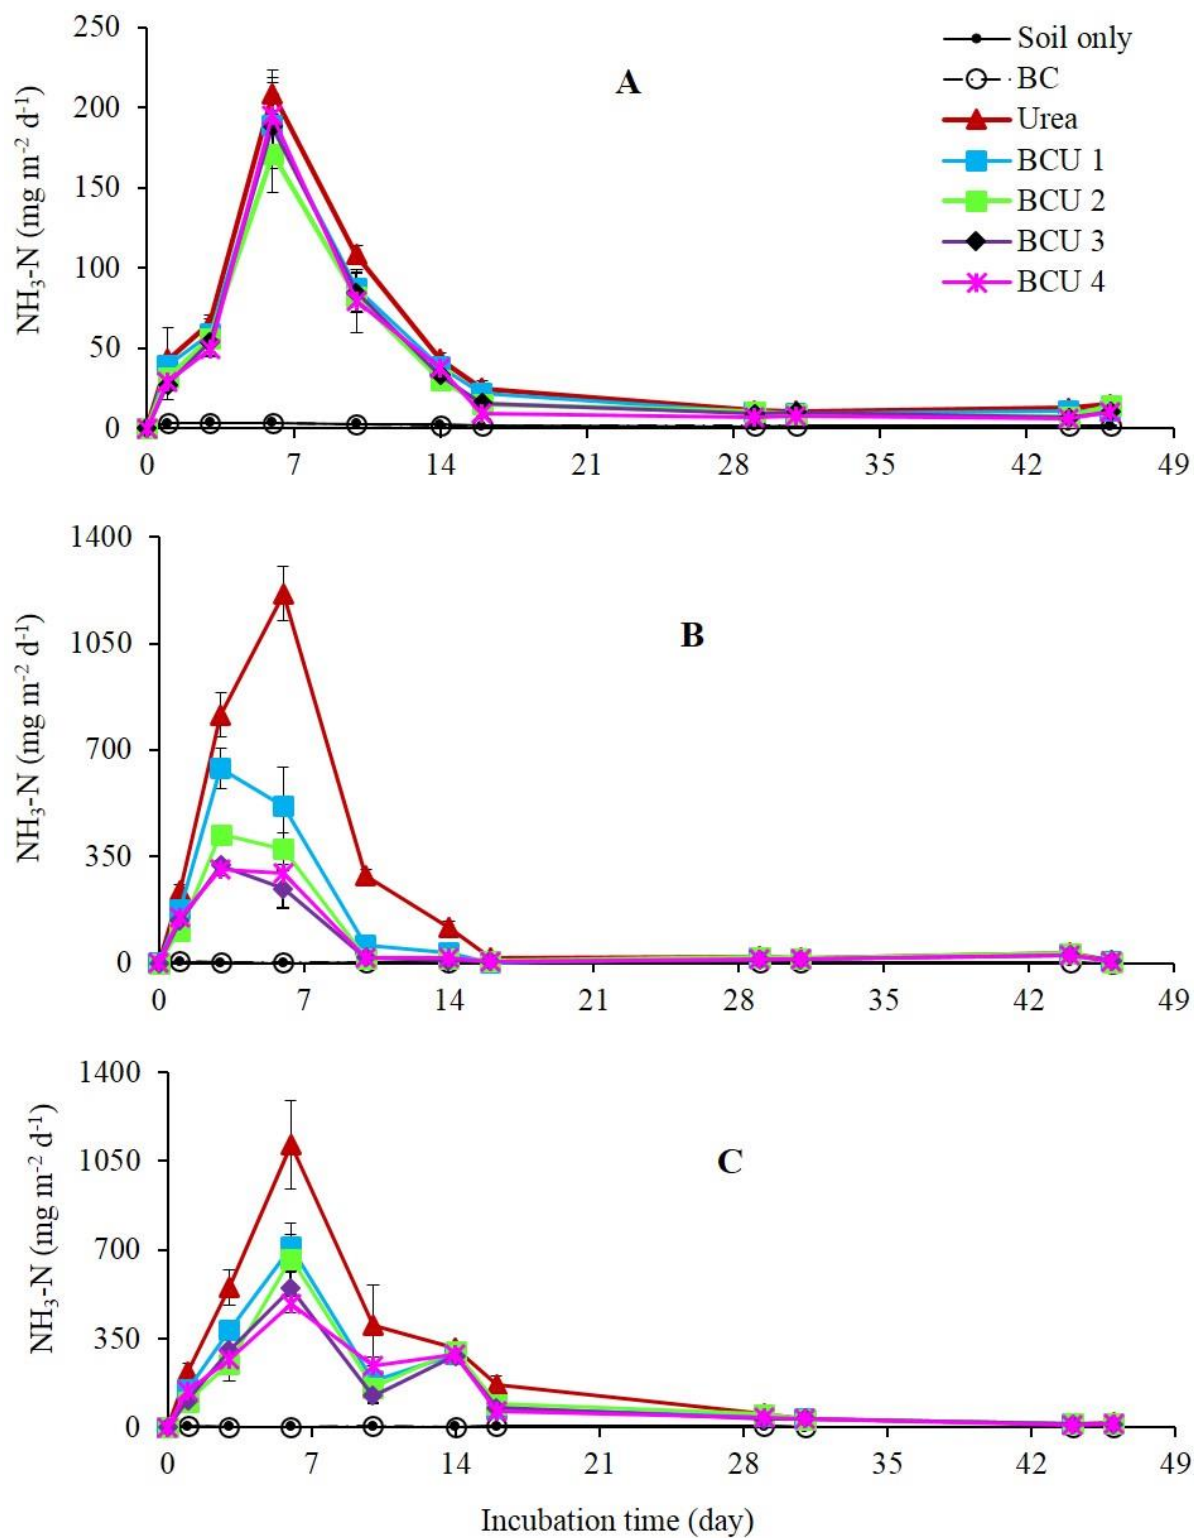 250
200
150
100
50
0
NH₃-N (mg m⁻² d⁻¹)
A
Soil only
BC
Urea
BCU 1
BCU 2
BCU 3
BCU 4
0 7 14 21 28 35 42 49
1400
1050
700
350
0
NH₃-N (mg m⁻² d⁻¹)
B
0 7 14 21 28 35 42 49
1400
1050
700
350
0
NH₃-N (mg m⁻² d⁻¹)
C
0 7 14 21 28 35 42 49
Incubation time (day)